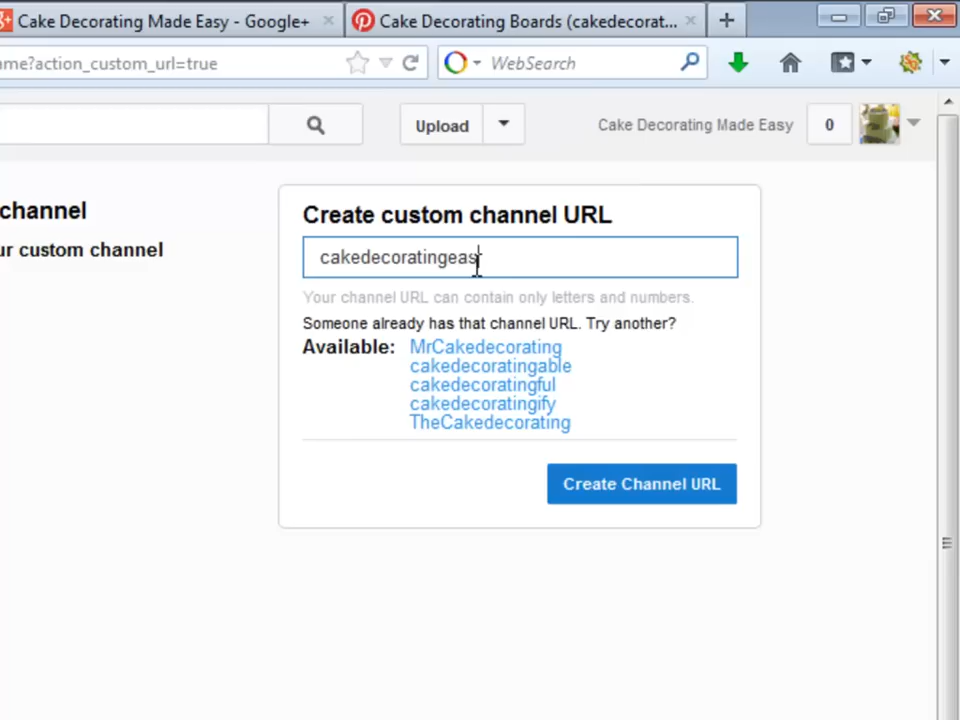 Cake Decorating Made Easy - Google+
Cake Decorating Boards (cakedecorat...
ame?action_custom_url=true
WebSearch
Upload
Cake Decorating Made Easy
0
channel
ur custom channel
Create custom channel URL
cakedecoratingeas
Your channel URL can contain only letters and numbers.
Someone already has that channel URL. Try another?
Available: MrCakedecorating
cakedecoratingable
cakedecoratingful
cakedecoratingify
TheCakedecorating
Create Channel URL